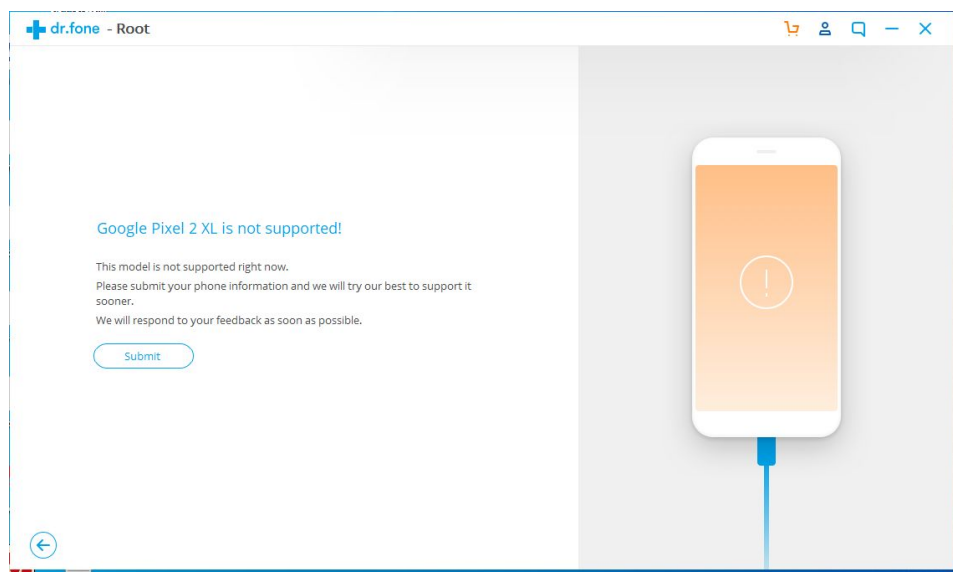 dr.fone - Root
Google Pixel 2 XL is not supported!
This model is not supported right now.
Please submit your phone information and we will try our best to support it
sooner.
We will respond to your feedback as soon as possible.
Submit